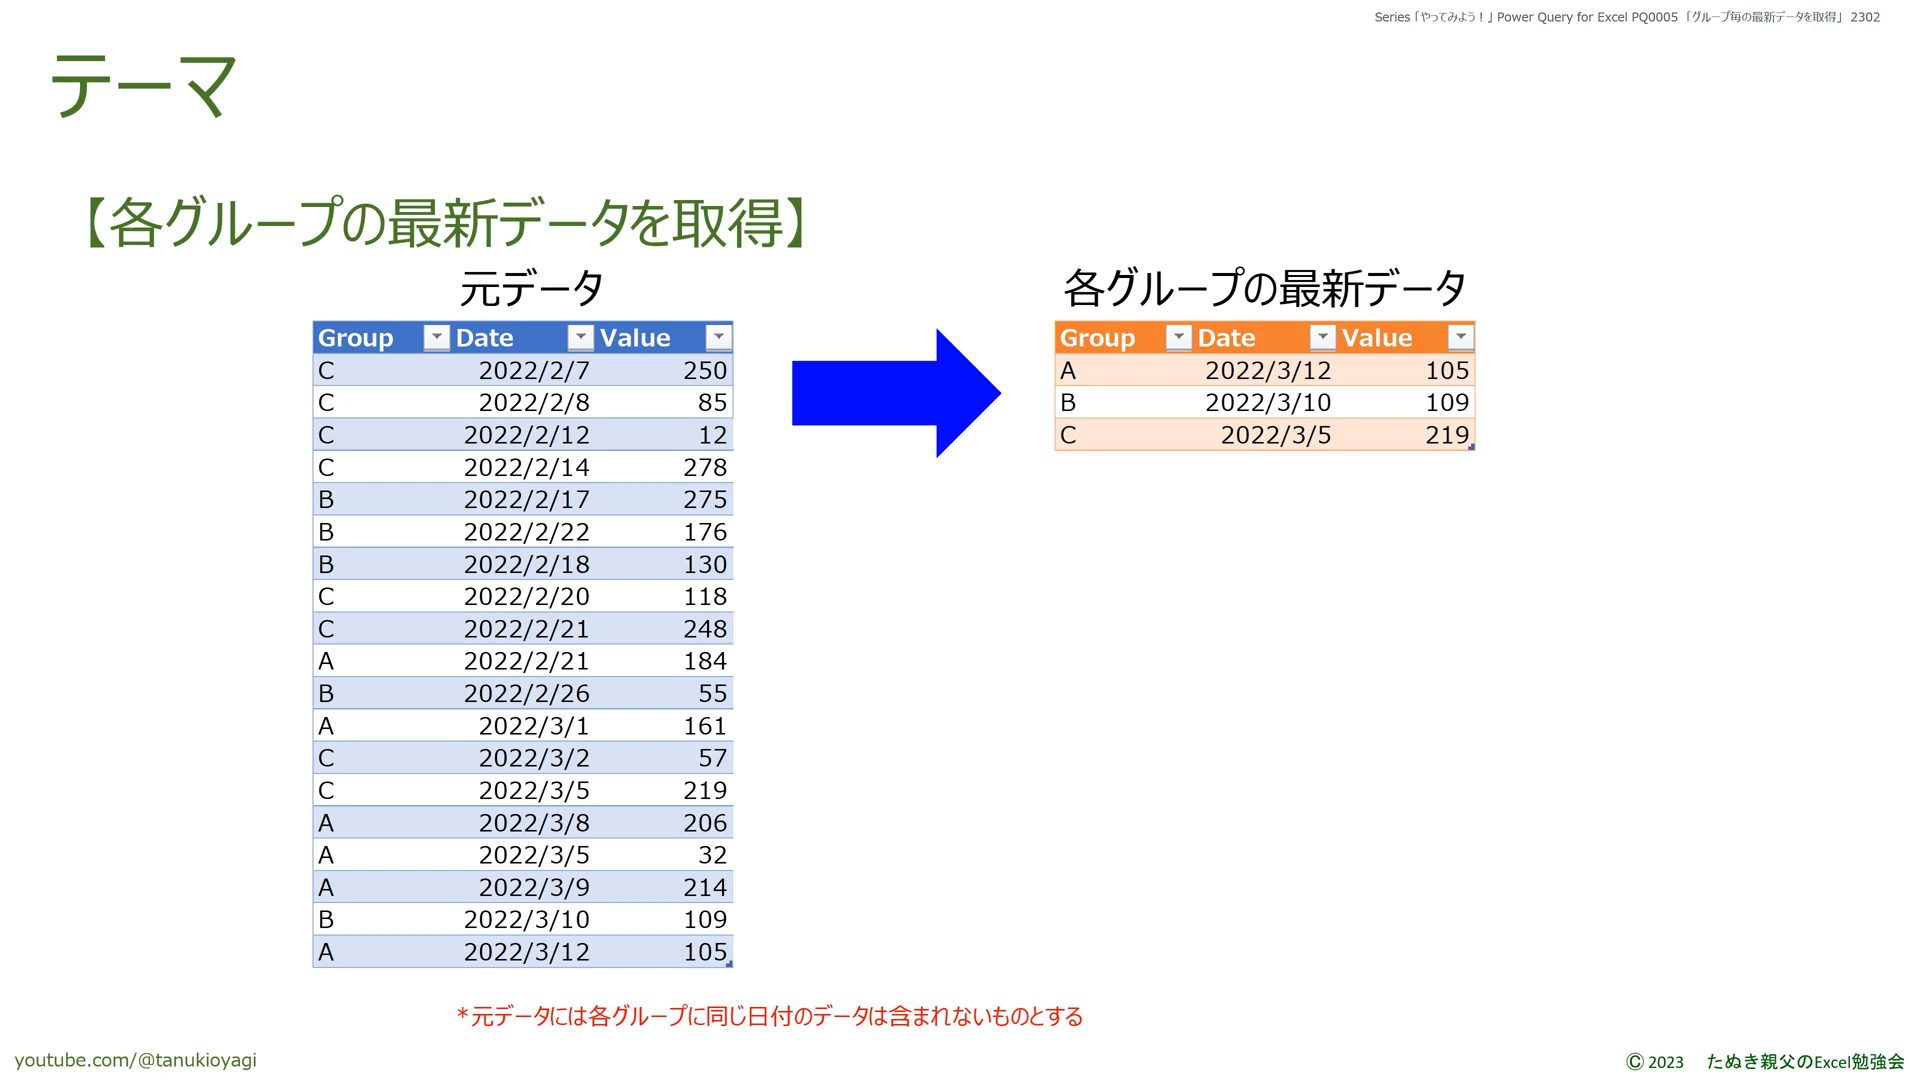 Series「やってみよう！」Power Query for Excel PQ0005「グループ毎の最新データを取得」 2302
テーマ
【各グループの最新データを取得】
元データ
Group Date Value
C 2022/2/7 250
C 2022/2/8 85
C 2022/2/12 12
C 2022/2/14 278
B 2022/2/17 275
B 2022/2/22 176
B 2022/2/18 130
C 2022/2/20 118
C 2022/2/21 248
A 2022/2/21 184
B 2022/2/26 55
A 2022/3/1 161
C 2022/3/2 57
C 2022/3/5 219
A 2022/3/8 206
A 2022/3/5 32
A 2022/3/9 214
B 2022/3/10 109
A 2022/3/12 105
各グループの最新データ
Group Date Value
A 2022/3/12 105
B 2022/3/10 109
C 2022/3/5 219
*元データには各グループに同じ日付のデータは含まれないものとする
youtube.com/@tanukioyagi
© 2023 たぬき親父のExcel勉強会